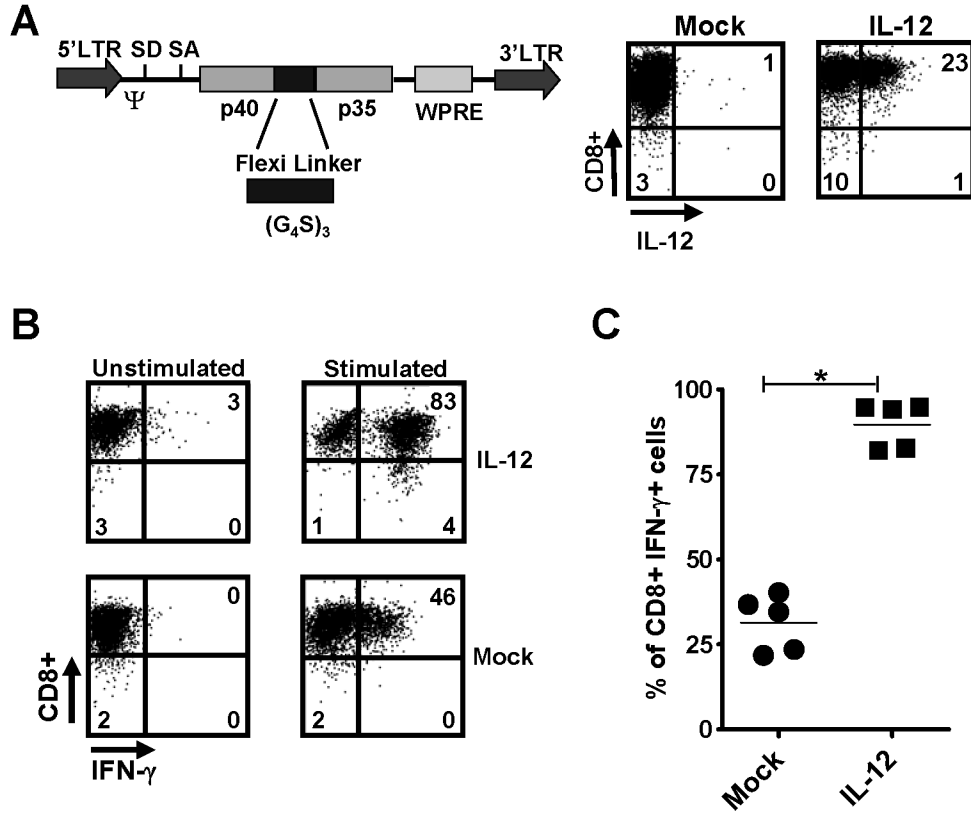 A
5'LTR SD SA 3'LTR
Ψ
p40 p35 WPRE
Flexi Linker
(G₄S)₃
Mock IL-12
1 23
CD8+
3 0 10 1
IL-12
B
Unstimulated Stimulated
3 83
IL-12
3 0 1 4
0 46
Mock
CD8+
2 0 2 0
IFN-γ
C
*
100
75
50
25
0
% of CD8+ IFN-γ+ cells
Mock IL-12